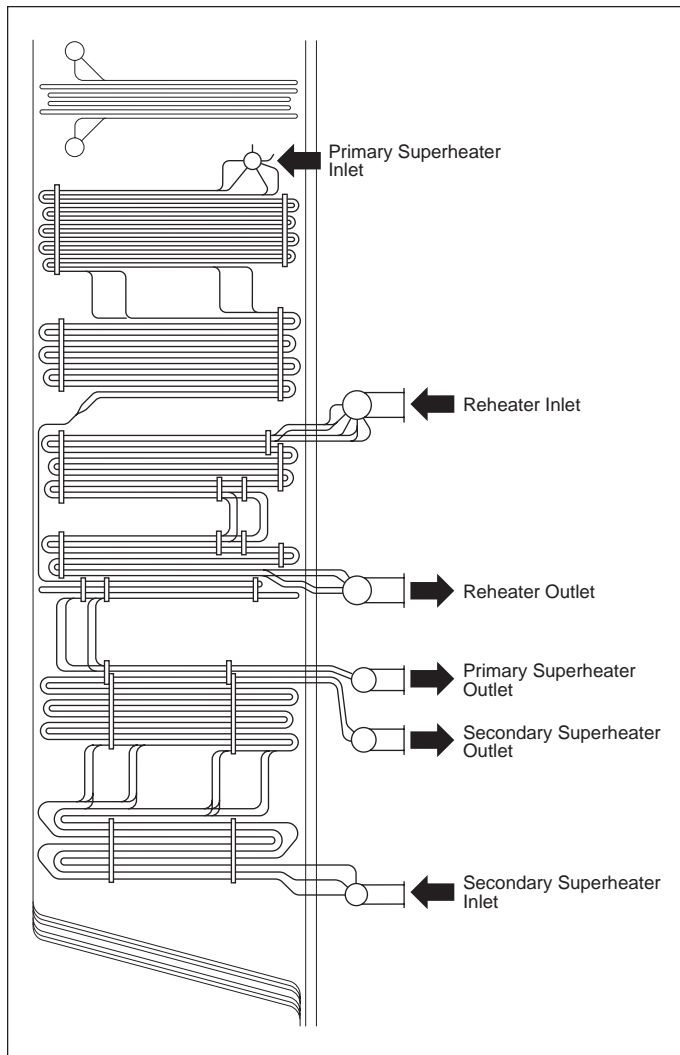 Primary Superheater
Inlet
Reheater Inlet
Reheater Outlet
Primary Superheater
Outlet
Secondary Superheater
Outlet
Secondary Superheater
Inlet